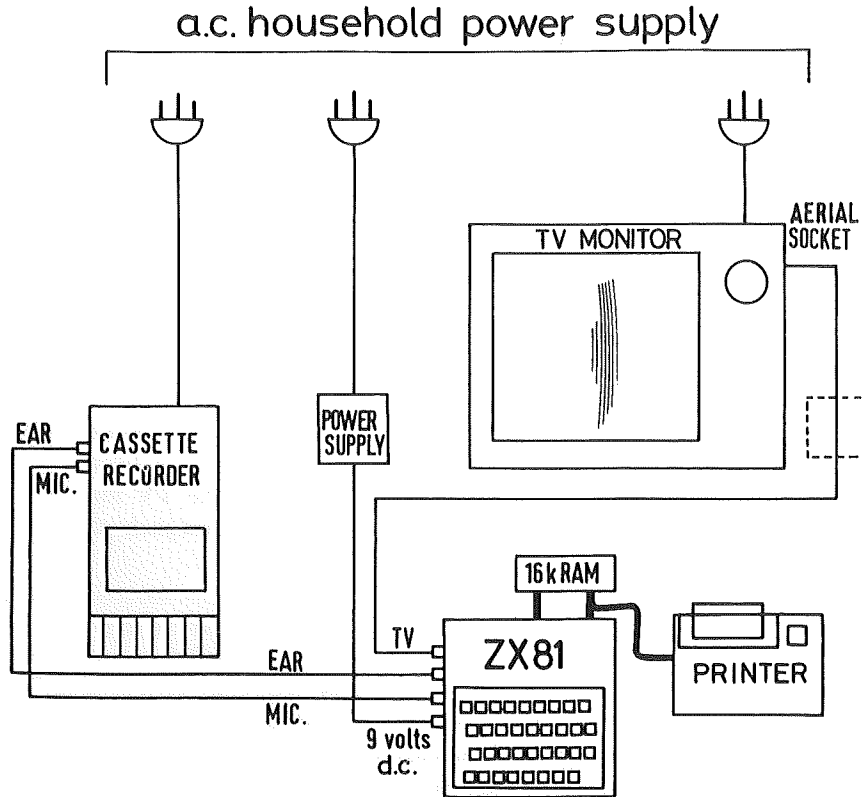 a.c. household power supply
AERIAL
SOCKET
TV MONITOR
POWER
SUPPLY
EAR
CASSETTE
RECORDER
MIC.
16k RAM
TV
ZX81
EAR
PRINTER
MIC.
9 volts
d.c.